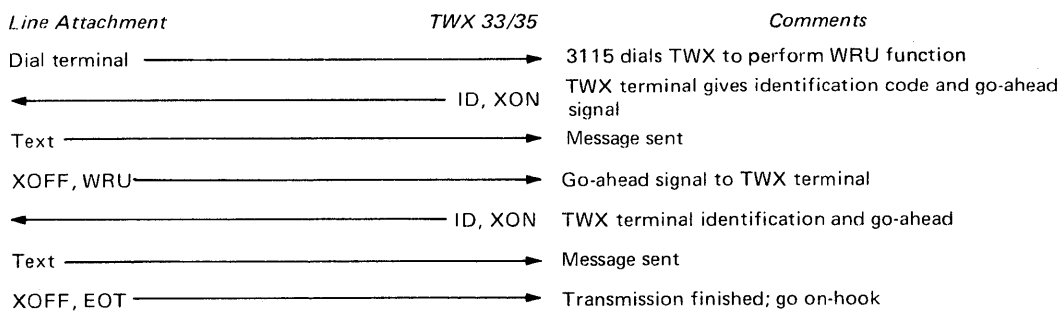 Line Attachment TWX 33/35 Comments
Dial terminal 3115 dials TWX to perform WRU function
ID, XON TWX terminal gives identification code and go-ahead
signal
Text Message sent
XOFF, WRU Go-ahead signal to TWX terminal
ID, XON TWX terminal identification and go-ahead
Text Message sent
XOFF, EOT Transmission finished; go on-hook